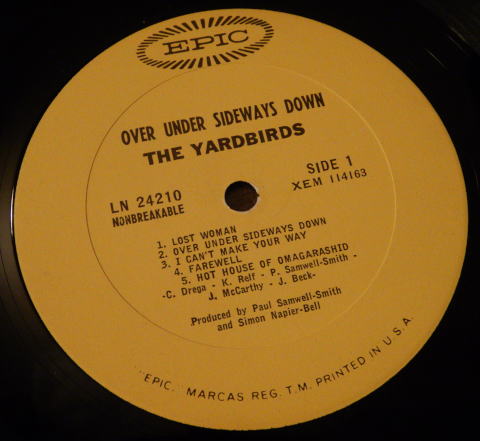 EPIC
OVER UNDER SIDEWAYS DOWN
THE YARDBIRDS
LN 24210
NONBREAKABLE
SIDE 1
XEM 114163
1. LOST WOMAN
2. OVER UNDER SIDEWAYS DOWN
3. I CAN'T MAKE YOUR WAY
4. FAREWELL
5. HOT HOUSE OF OMAGARASHID
-C. Drega - K. Relf - P. Samwell-Smith -
J. McCarthy - J. Beck-
Produced by Paul Samwell-Smith
and Simon Napier-Bell
"EPIC," MARCAS REG. T.M. PRINTED IN U.S.A.